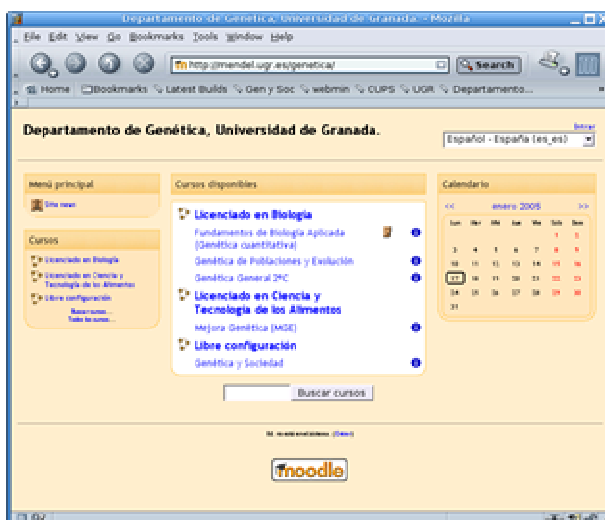 Departamento de Genética, Universidad de Granada. - Mozilla
File Edit View Go Bookmarks Tools Window Help
http://mendel.ugr.es/genetica/
Search
Home Bookmarks Latest Builds Gen y Soc webmin CUPS UGR Departamento...
Departamento de Genética, Universidad de Granada.
Entrar
Español - España (es_es)
Menú principal
Site news
Cursos
Licenciado en Biología
Licenciado en Ciencia y
Tecnología de los Alimentos
Libre configuración
Buscar cursos...
Todos los cursos...
Cursos disponibles
Licenciado en Biología
Fundamentos de Biología Aplicada
(Genética cuantitativa)
Genética de Poblaciones y Evolución
Genética General 2ºC
Licenciado en Ciencia y
Tecnología de los Alimentos
Mejora Genética (MGE)
Libre configuración
Genética y Sociedad
Calendario
<< enero 2005 >>
Lun Mar Mié Jue Vie Sáb Dom
1 2
3 4 5 6 7 8 9
10 11 12 13 14 15 16
17 18 19 20 21 22 23
24 25 26 27 28 29 30
31
Buscar cursos
(Entrar)
moodle